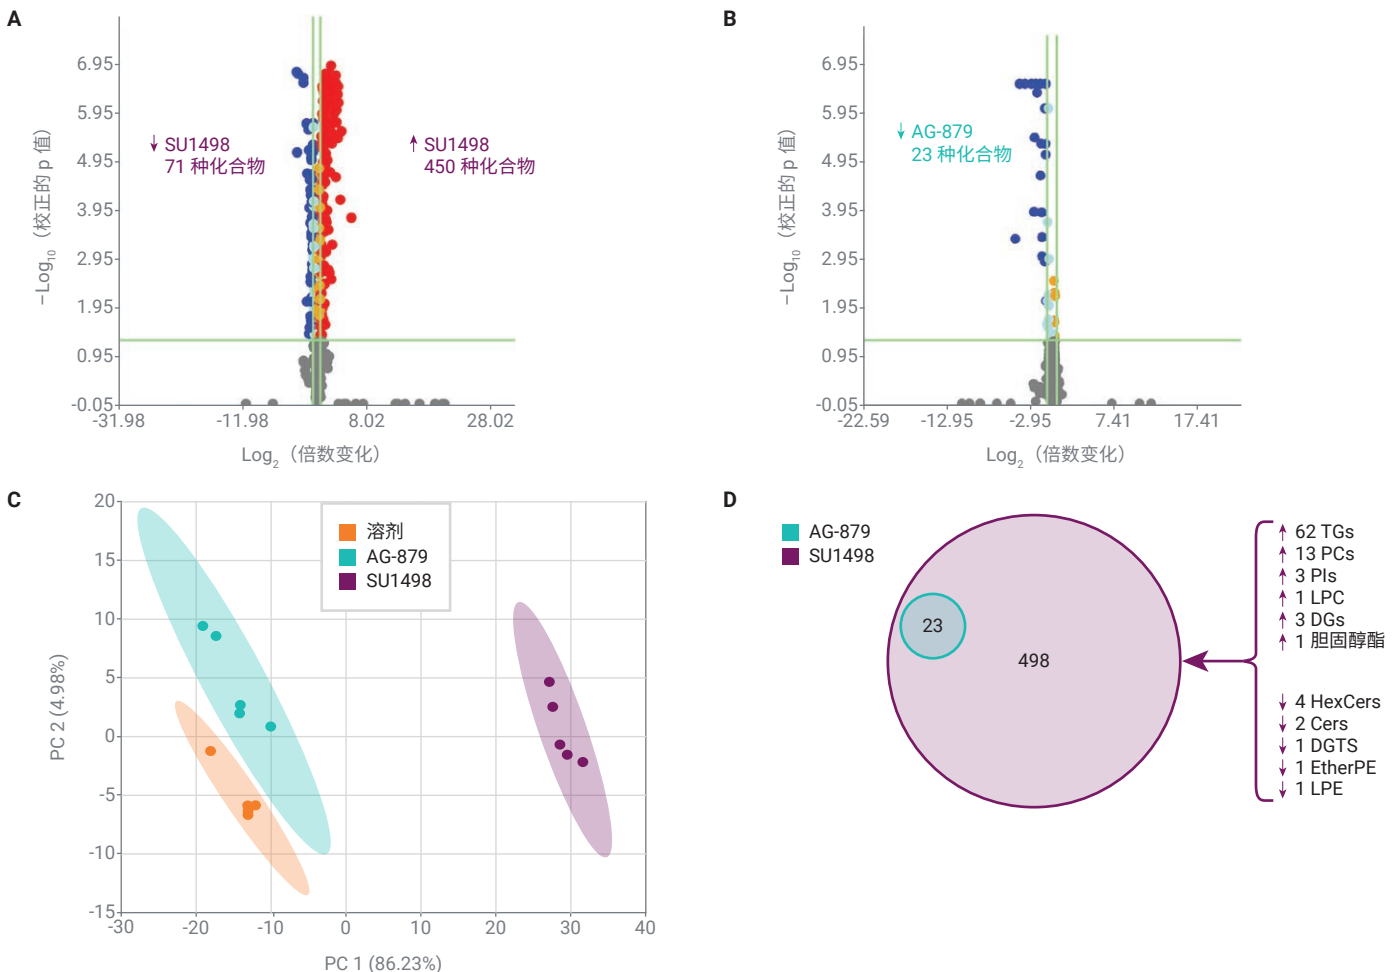 A
6.95
5.95
4.95
3.95
2.95
1.95
0.95
-0.05
-31.98
-11.98
8.02
28.02
−Log10（校正的 p 值）
Log2（倍数变化）
↓ SU1498
71 种化合物
↑ SU1498
450 种化合物
B
6.95
5.95
4.95
3.95
2.95
1.95
0.95
-0.05
-22.59
-12.95
-2.95
7.41
17.41
−Log10（校正的 p 值）
Log2（倍数变化）
↓ AG-879
23 种化合物
C
20
15
10
5
0
-5
-10
-15
-30
-20
-10
0
10
20
30
40
PC 2 (4.98%)
PC 1 (86.23%)
溶剂
AG-879
SU1498
D
AG-879
SU1498
23
498
↑ 62 TGs
↑ 13 PCs
↑ 3 PIs
↑ 1 LPC
↑ 3 DGs
↑ 1 胆固醇酯
↓ 4 HexCers
↓ 2 Cers
↓ 1 DGTS
↓ 1 EtherPE
↓ 1 LPE